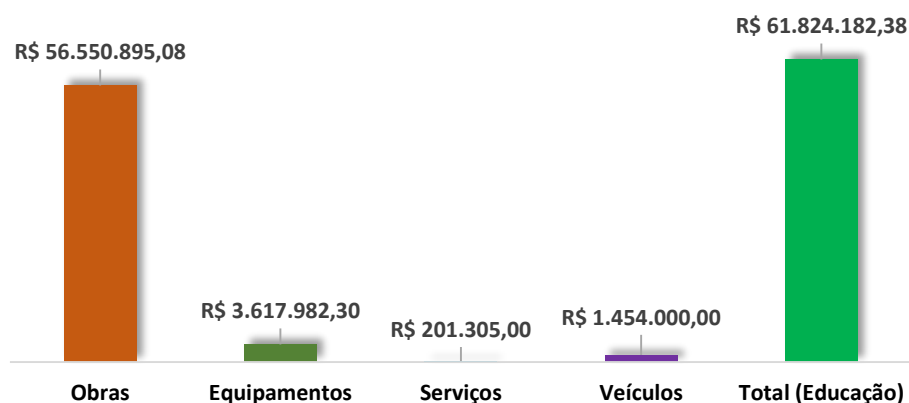 R$ 61.824.182,38
R$ 56.550.895,08
R$ 3.617.982,30
R$ 201.305,00
R$ 1.454.000,00
Obras
Equipamentos
Serviços
Veículos
Total (Educação)